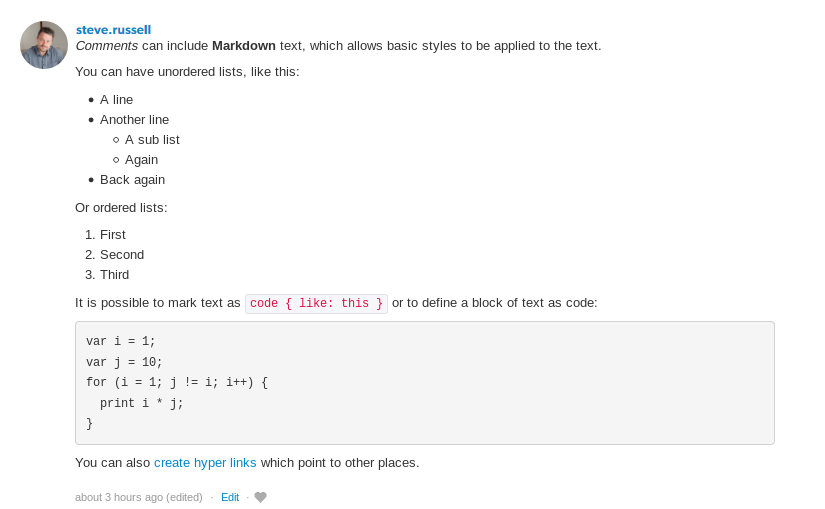 steve.russell
Comments can include Markdown text, which allows basic styles to be applied to the text.
You can have unordered lists, like this:
• A line
• Another line
○ A sub list
○ Again
• Back again
Or ordered lists:
1. First
2. Second
3. Third
It is possible to mark text as code { like: this } or to define a block of text as code:
var i = 1;
var j = 10;
for (i = 1; j != i; i++) {
  print i * j;
}
You can also create hyper links which point to other places.
about 3 hours ago (edited) · Edit ·